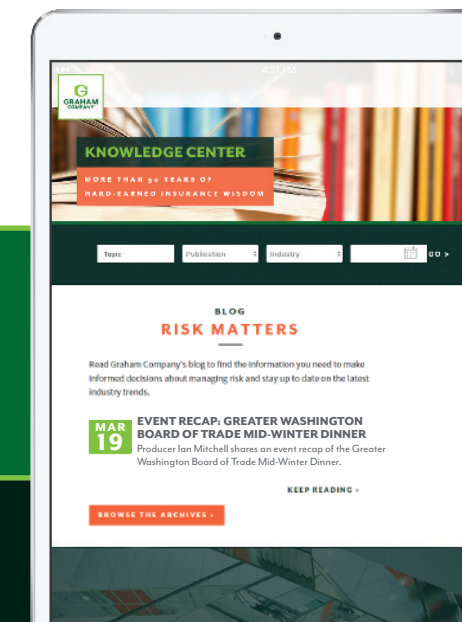 4:21 PM
G
GRAHAM
COMPANY
KNOWLEDGE CENTER
MORE THAN 50 YEARS OF
HARD-EARNED INSURANCE WISDOM
Topic
Publication
Industry
GO >
BLOG
RISK MATTERS
Read Graham Company's blog to find the information you need to make
informed decisions about managing risk and stay up to date on the latest
industry trends.
MAR
19
EVENT RECAP: GREATER WASHINGTON
BOARD OF TRADE MID-WINTER DINNER
Producer Ian Mitchell shares an event recap of the Greater
Washington Board of Trade Mid-Winter Dinner.
KEEP READING >
BROWSE THE ARCHIVES >